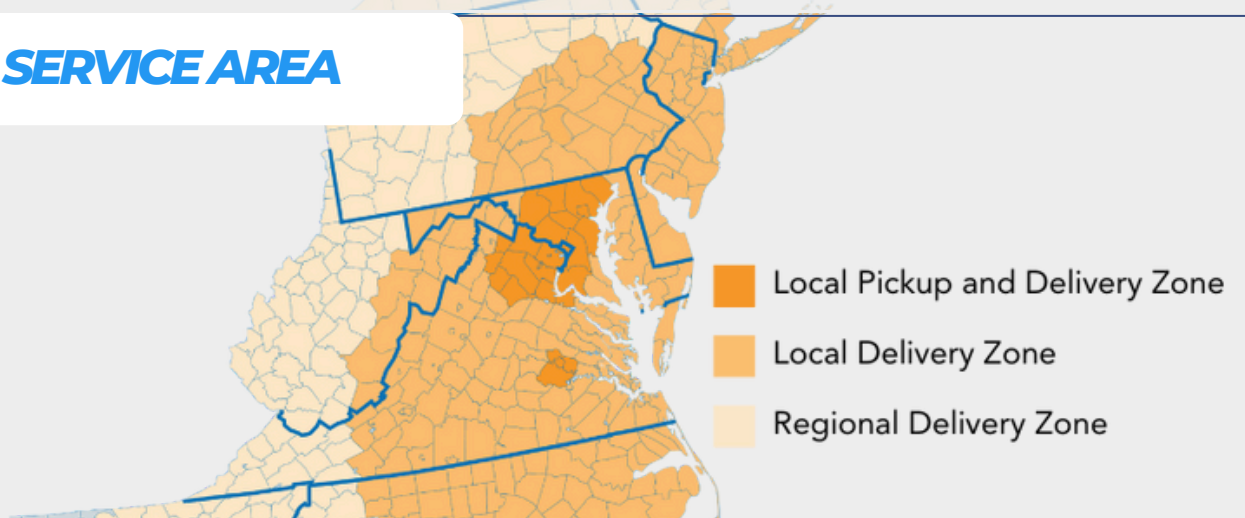 SERVICE AREA
Local Pickup and Delivery Zone
Local Delivery Zone
Regional Delivery Zone